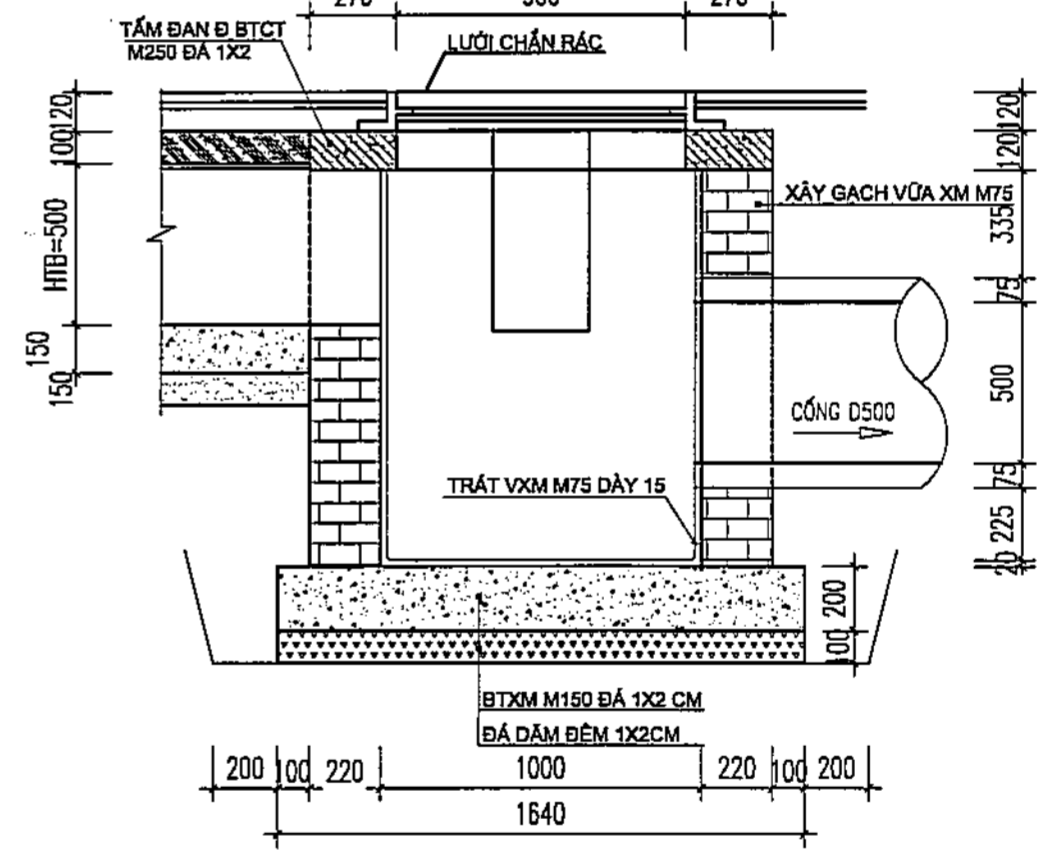 TẤM ĐAN Đ BTCT
M250 ĐÁ 1X2
LƯỚI CHẮN RÁC
120
100
HTB=500
150
150
120
120
XÂY GẠCH VỮA XM M75
335
75
500
CỐNG D500
75
TRÁT VXM M75 DÀY 15
225
20
200
100
BTXM M150 ĐÁ 1X2 CM
ĐÁ DĂM ĐỆM 1X2CM
200 100 220 1000 220 100 200
1640